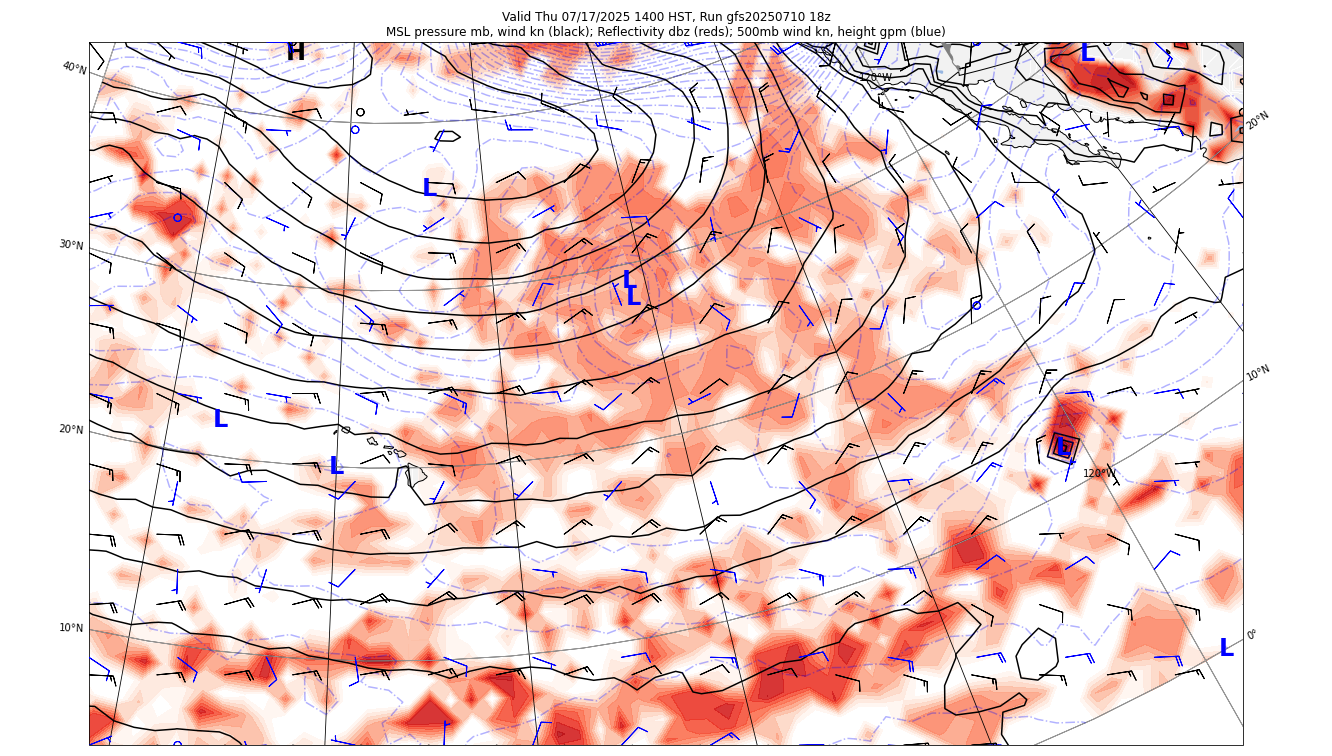 Valid Thu 07/17/2025 1400 HST, Run gfs20250710 18z
MSL pressure mb, wind kn (black); Reflectivity dbz (reds); 500mb wind kn, height gpm (blue)
H
L
40°N
120°W
20°N
L
30°N
L
L
10°N
L
20°N
L
L
120°W
10°N
0°
L